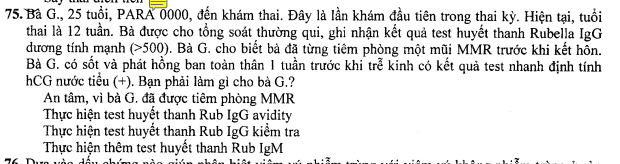 75. Bà G., 25 tuổi, PARA 0000, đến khám thai. Đây là lần khám đầu tiên trong thai kỳ. Hiện tại, tuổi
thai là 12 tuần. Bà được cho tổng soát thường qui, ghi nhận kết quả test huyết thanh Rubella IgG
dương tính mạnh (>500). Bà G. cho biết bà đã từng tiêm phòng một mũi MMR trước khi kết hôn.
Bà G. có sốt và phát hồng ban toàn thân 1 tuần trước khi trễ kinh có kết quả test nhanh định tính
hCG nước tiểu (+). Bạn phải làm gì cho bà G.?
An tâm, vì bà G. đã được tiêm phòng MMR
Thực hiện test huyết thanh Rub IgG avidity
Thực hiện test huyết thanh Rub IgG kiểm tra
Thực hiện thêm test huyết thanh Rub IgM